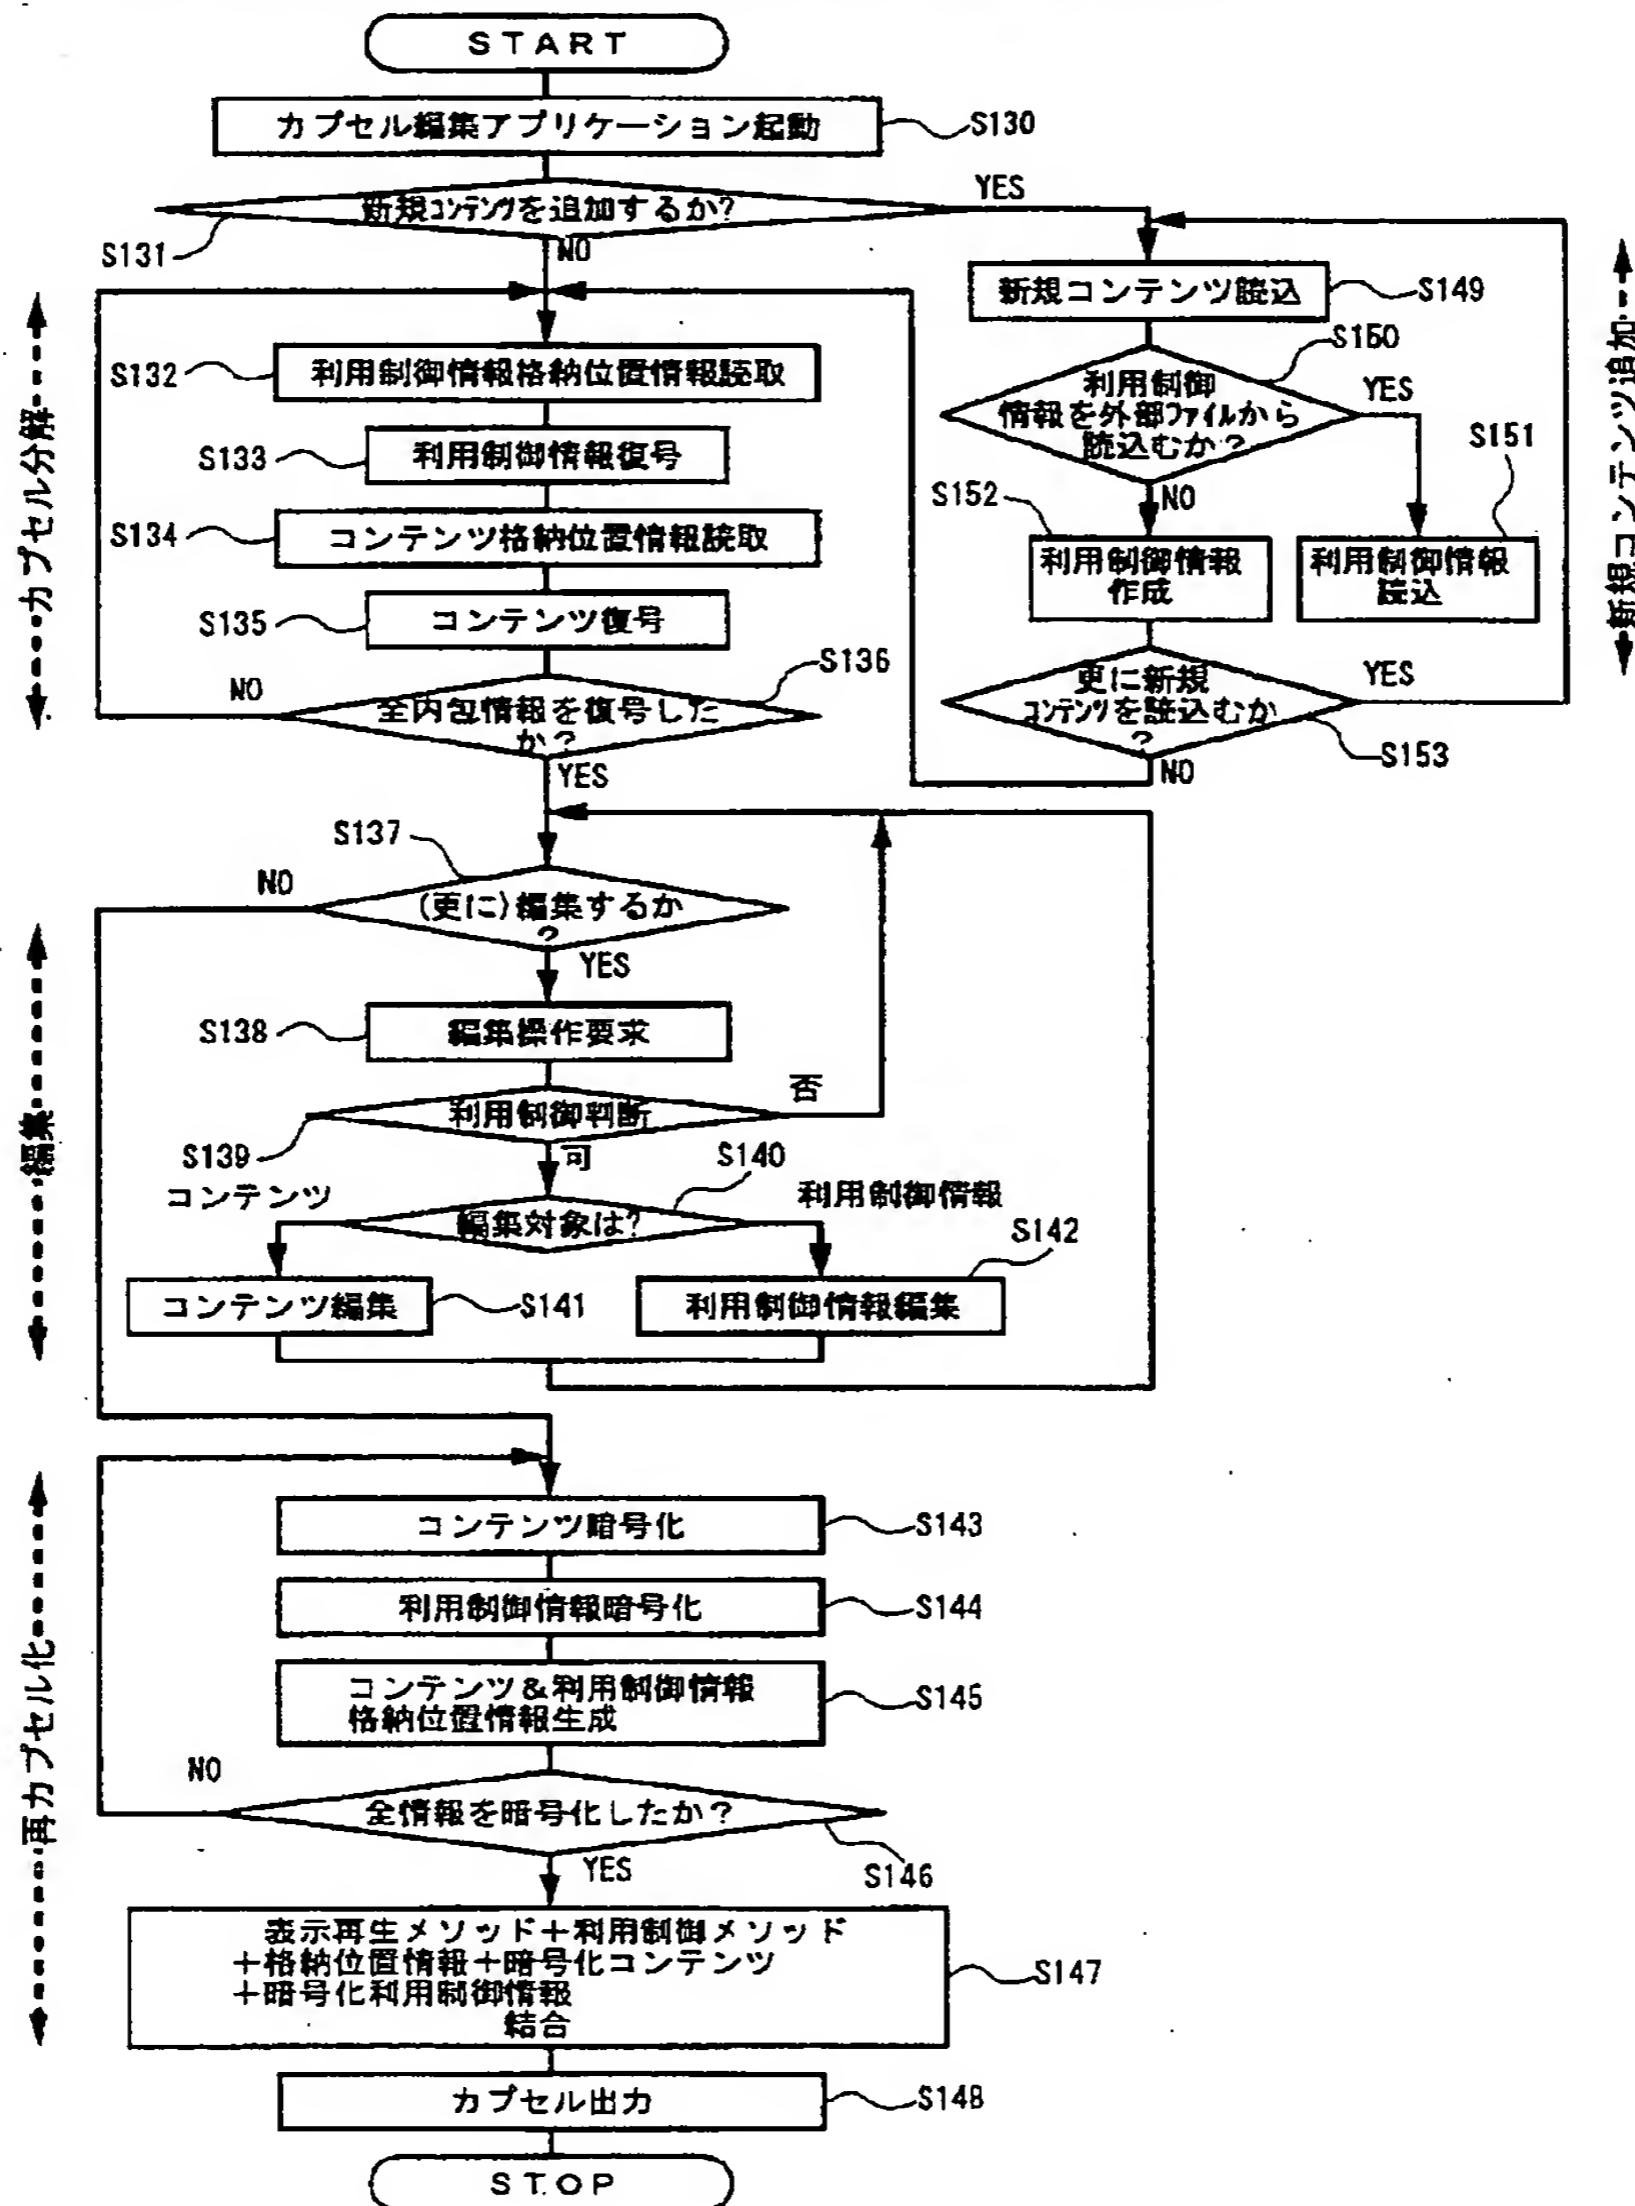 START
カプセル編集アプリケーション起動
S130
新規コンテンツを追加するか?
YES
S131
NO
新規コンテンツ読込
S149
S150
利用制御
情報を外部ファイルから
読込むか?
YES
S151
NO
S152
利用制御情報
作成
利用制御情報
読込
更に新規
コンテンツを読込むか
?
YES
S153
NO
新規コンテンツ追加
カプセル分解
S132
利用制御情報格納位置情報読取
S133
利用制御情報復号
S134
コンテンツ格納位置情報読取
S135
コンテンツ復号
S136
NO
全内包情報を復号した
か?
YES
編集
S137
NO
(更に)編集するか
?
YES
S138
編集操作要求
否
利用制御判断
S139
可
S140
コンテンツ
利用制御情報
編集対象は?
S142
コンテンツ編集
S141
利用制御情報編集
再カプセル化
コンテンツ暗号化
S143
利用制御情報暗号化
S144
コンテンツ&利用制御情報
格納位置情報生成
S145
NO
全情報を暗号化したか?
YES
S146
表示再生メソッド+利用制御メソッド
+格納位置情報+暗号化コンテンツ
+暗号化利用制御情報
結合
S147
カプセル出力
S148
STOP